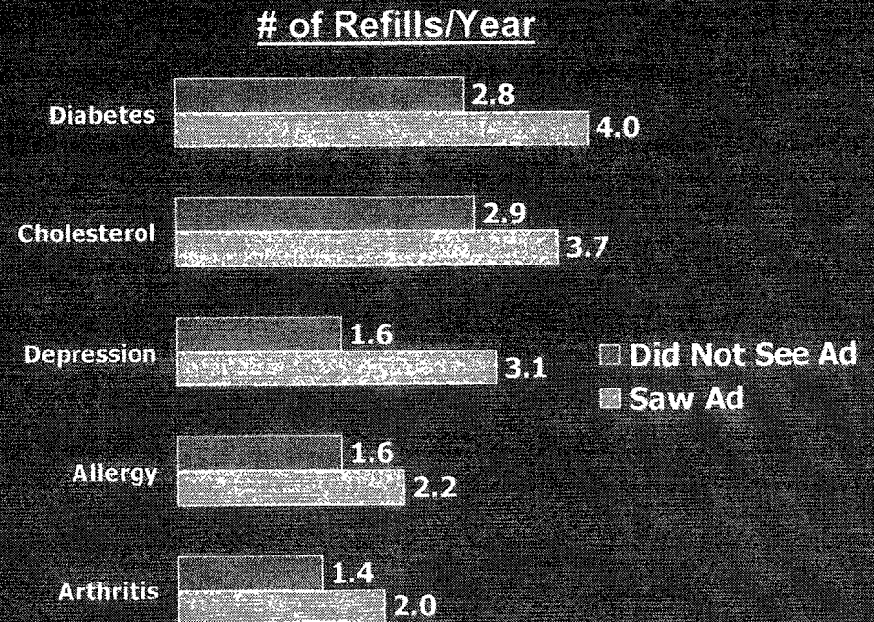 # of Refills/Year
Diabetes
2.8
4.0
Cholesterol
2.9
3.7
Depression
1.6
3.1
Did Not See Ad
Saw Ad
Allergy
1.6
2.2
Arthritis
1.4
2.0